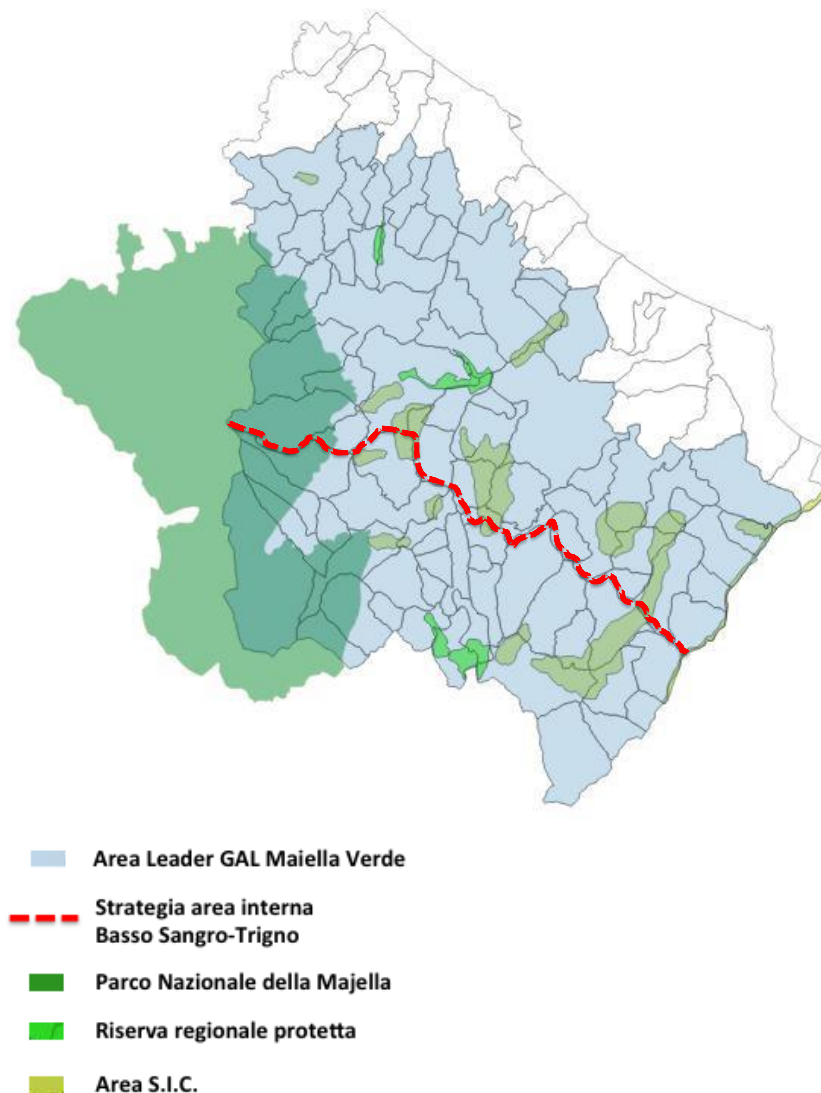 Area Leader GAL Maiella Verde
Strategia area interna
Basso Sangro-Trigno
Parco Nazionale della Majella
Riserva regionale protetta
Area S.I.C.